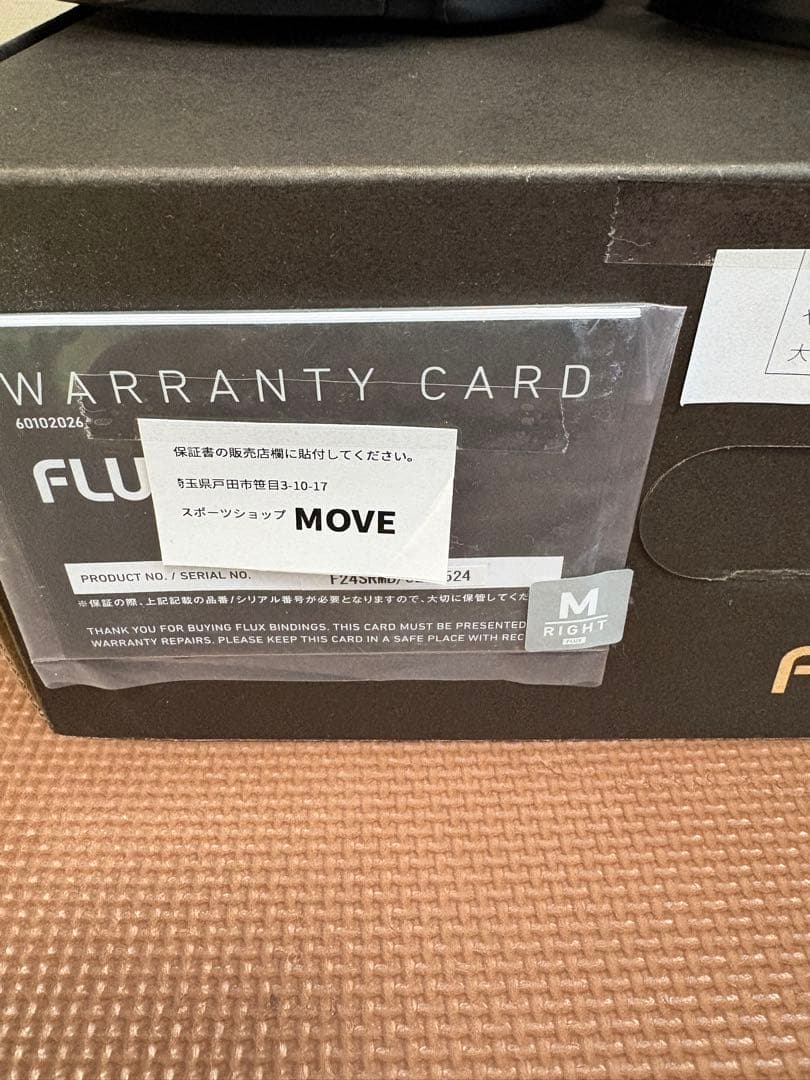 WARRANTY CARD
60102026
FLU
保証書の販売店欄に貼付してください。
埼玉県戸田市笹目3-10-17
スポーツショップ MOVE
PRODUCT NO. / SERIAL NO.
524
※保証の際、上記記載の品番/シリアル番号が必要となりますので、大切に保管してくだ
THANK YOU FOR BUYING FLUX BINDINGS. THIS CARD MUST BE PRESENTED
WARRANTY REPAIRS. PLEASE KEEP THIS CARD IN A SAFE PLACE WITH REC
M
RIGHT
FLUX
大